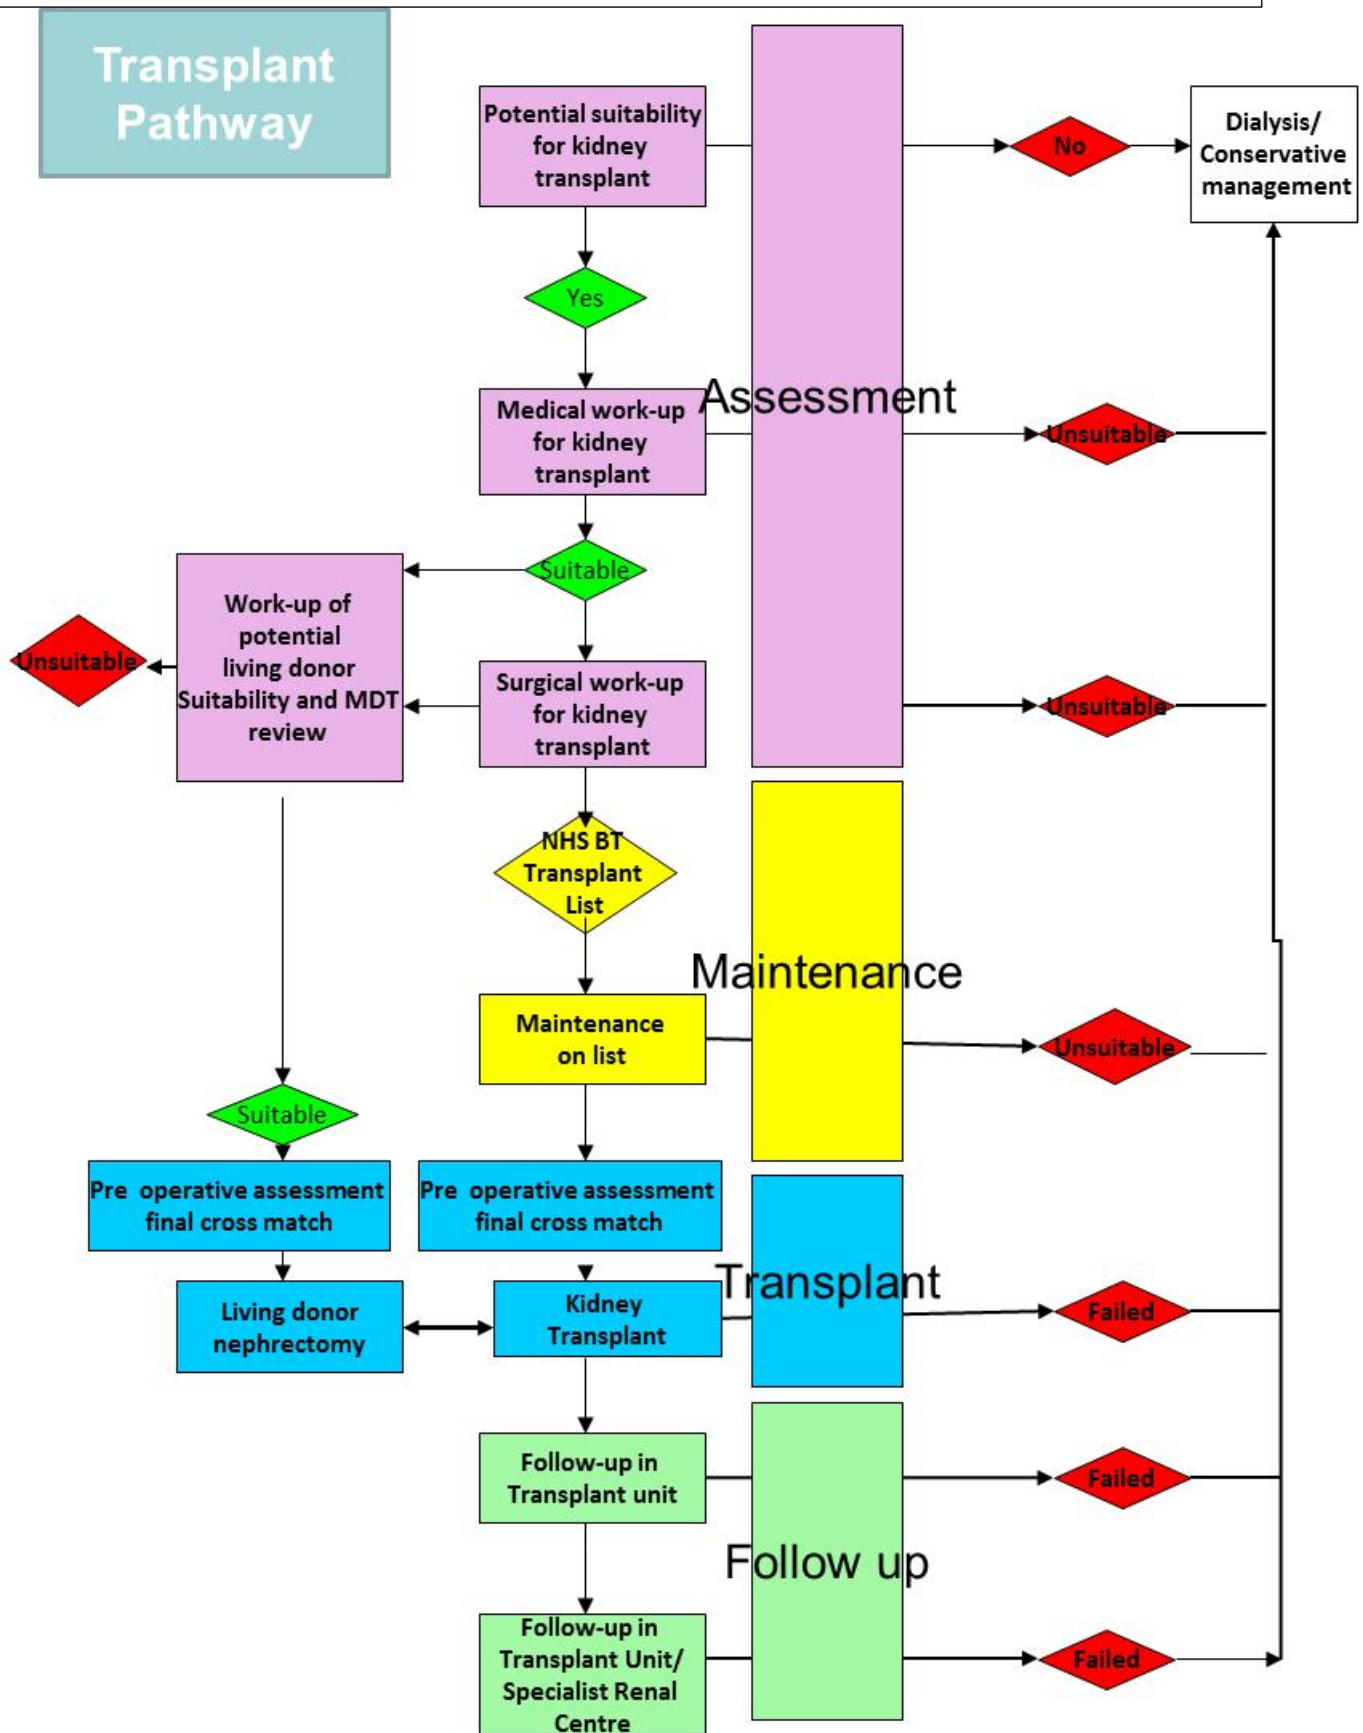 Transplant
Pathway
Potential suitability
for kidney
transplant
No
Dialysis/
Conservative
management
Yes
Assessment
Medical work-up
for kidney
transplant
Unsuitable
Suitable
Work-up of
potential
living donor
Suitability and MDT
review
Unsuitable
Surgical work-up
for kidney
transplant
Unsuitable
NHS BT
Transplant
List
Maintenance
Maintenance
on list
Unsuitable
Suitable
Pre operative assessment
final cross match
Pre operative assessment
final cross match
Transplant
Living donor
nephrectomy
Kidney
Transplant
Failed
Follow-up in
Transplant unit
Failed
Follow up
Follow-up in
Transplant Unit/
Specialist Renal
Centre
Failed